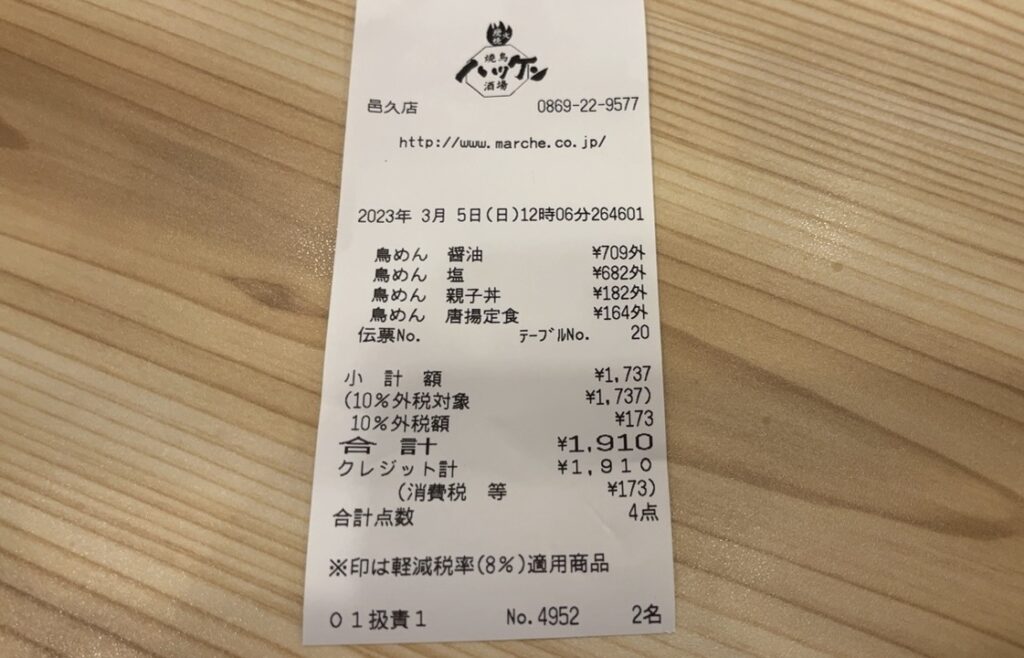 炭火
焼鳥
ハッケン
酒場
邑久店 0869-22-9577
http://www.marche.co.jp/
2023年 3月 5日(日)12時06分264601
鳥めん 醤油 ¥709外
鳥めん 塩 ¥682外
鳥めん 親子丼 ¥182外
鳥めん 唐揚定食 ¥164外
伝票No. テーブルNo. 20
小 計 額 ¥1,737
(10%外税対象 ¥1,737)
10%外税額 ¥173
合 計 ¥1,910
クレジット計 ¥1,910
(消費税 等 ¥173)
合計点数 4点
※印は軽減税率(8%)適用商品
01扱責1 No.4952 2名